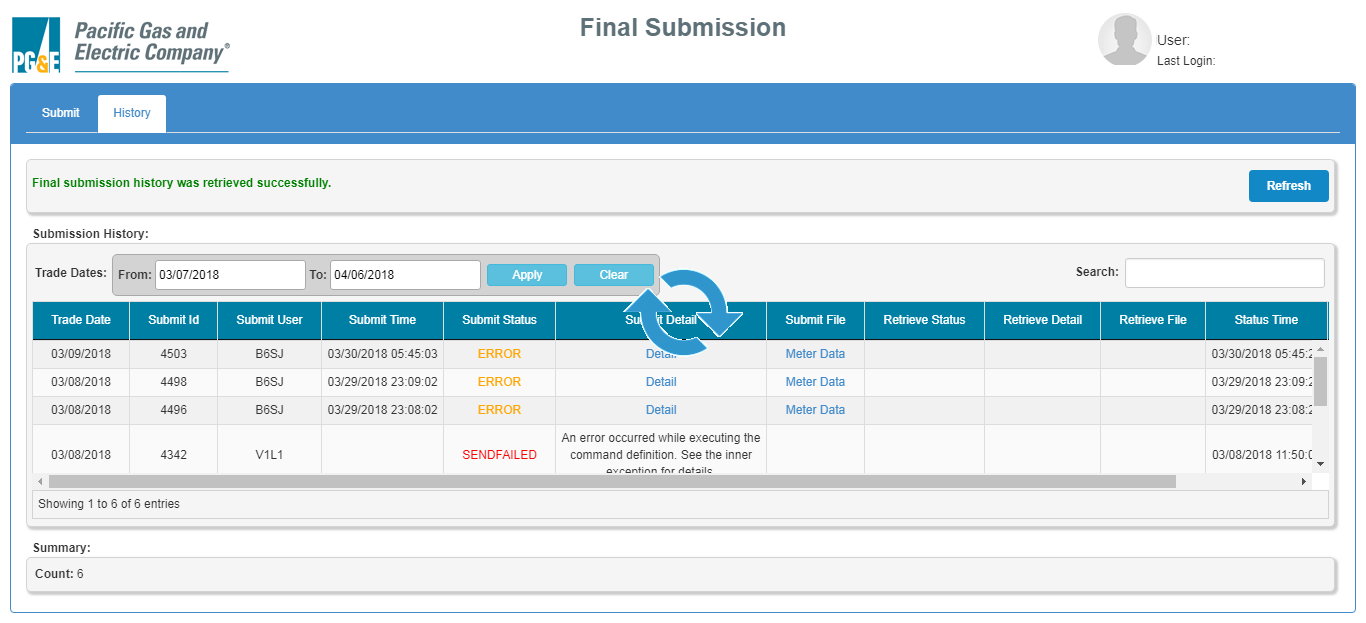 PG&E Pacific Gas and
Electric Company®
Final Submission
User:
Last Login:
Submit History
Final submission history was retrieved successfully. Refresh
Submission History:
Trade Dates: From: 03/07/2018 To: 04/06/2018 Apply Clear Search:
Trade Date Submit Id Submit User Submit Time Submit Status Submit Detail Submit File Retrieve Status Retrieve Detail Retrieve File Status Time
03/09/2018 4503 B6SJ 03/30/2018 05:45:03 ERROR Detail Meter Data 03/30/2018 05:45:2
03/08/2018 4498 B6SJ 03/29/2018 23:09:02 ERROR Detail Meter Data 03/29/2018 23:09:2
03/08/2018 4496 B6SJ 03/29/2018 23:08:02 ERROR Detail Meter Data 03/29/2018 23:08:2
03/08/2018 4342 V1L1 SENDFAILED An error occurred while executing the
command definition. See the inner
exception for details. 03/08/2018 11:50:0
Showing 1 to 6 of 6 entries
Summary:
Count: 6